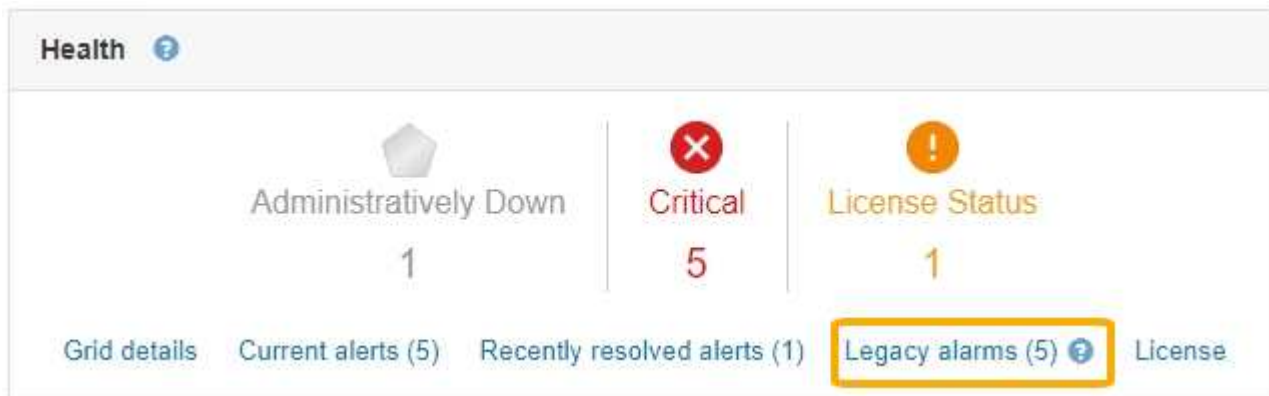 Health ?
Administratively Down Critical License Status
1 5 1
Grid details Current alerts (5) Recently resolved alerts (1) Legacy alarms (5) ? License